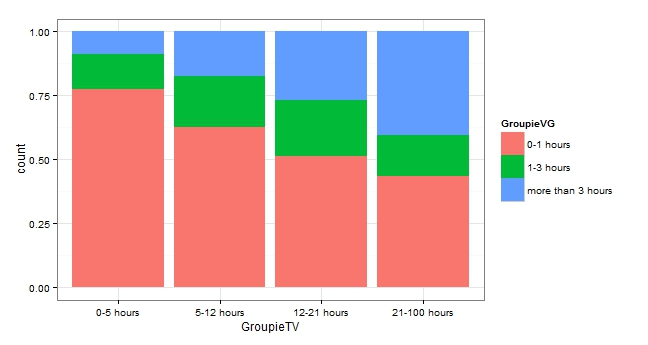 1.00
0.75
0.50
0.25
0.00
count
0-5 hours
5-12 hours
12-21 hours
21-100 hours
GroupieTV
GroupieVG
0-1 hours
1-3 hours
more than 3 hours